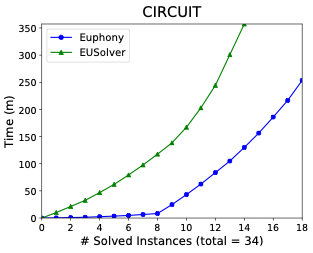 CIRCUIT
Euphony
EUSolver
Time (m)
350
300
250
200
150
100
50
0
0 2 4 6 8 10 12 14 16 18
# Solved Instances (total = 34)